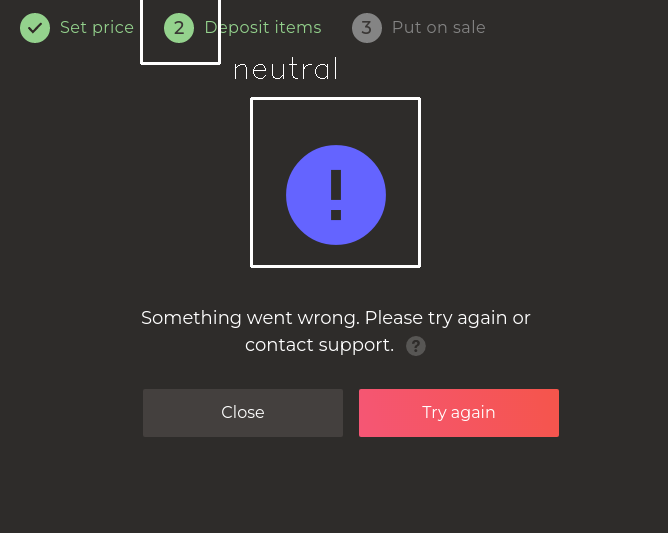 Set price 2 Deposit items 3 Put on sale
neutral
!
Something went wrong. Please try again or
contact support. ?
Close Try again